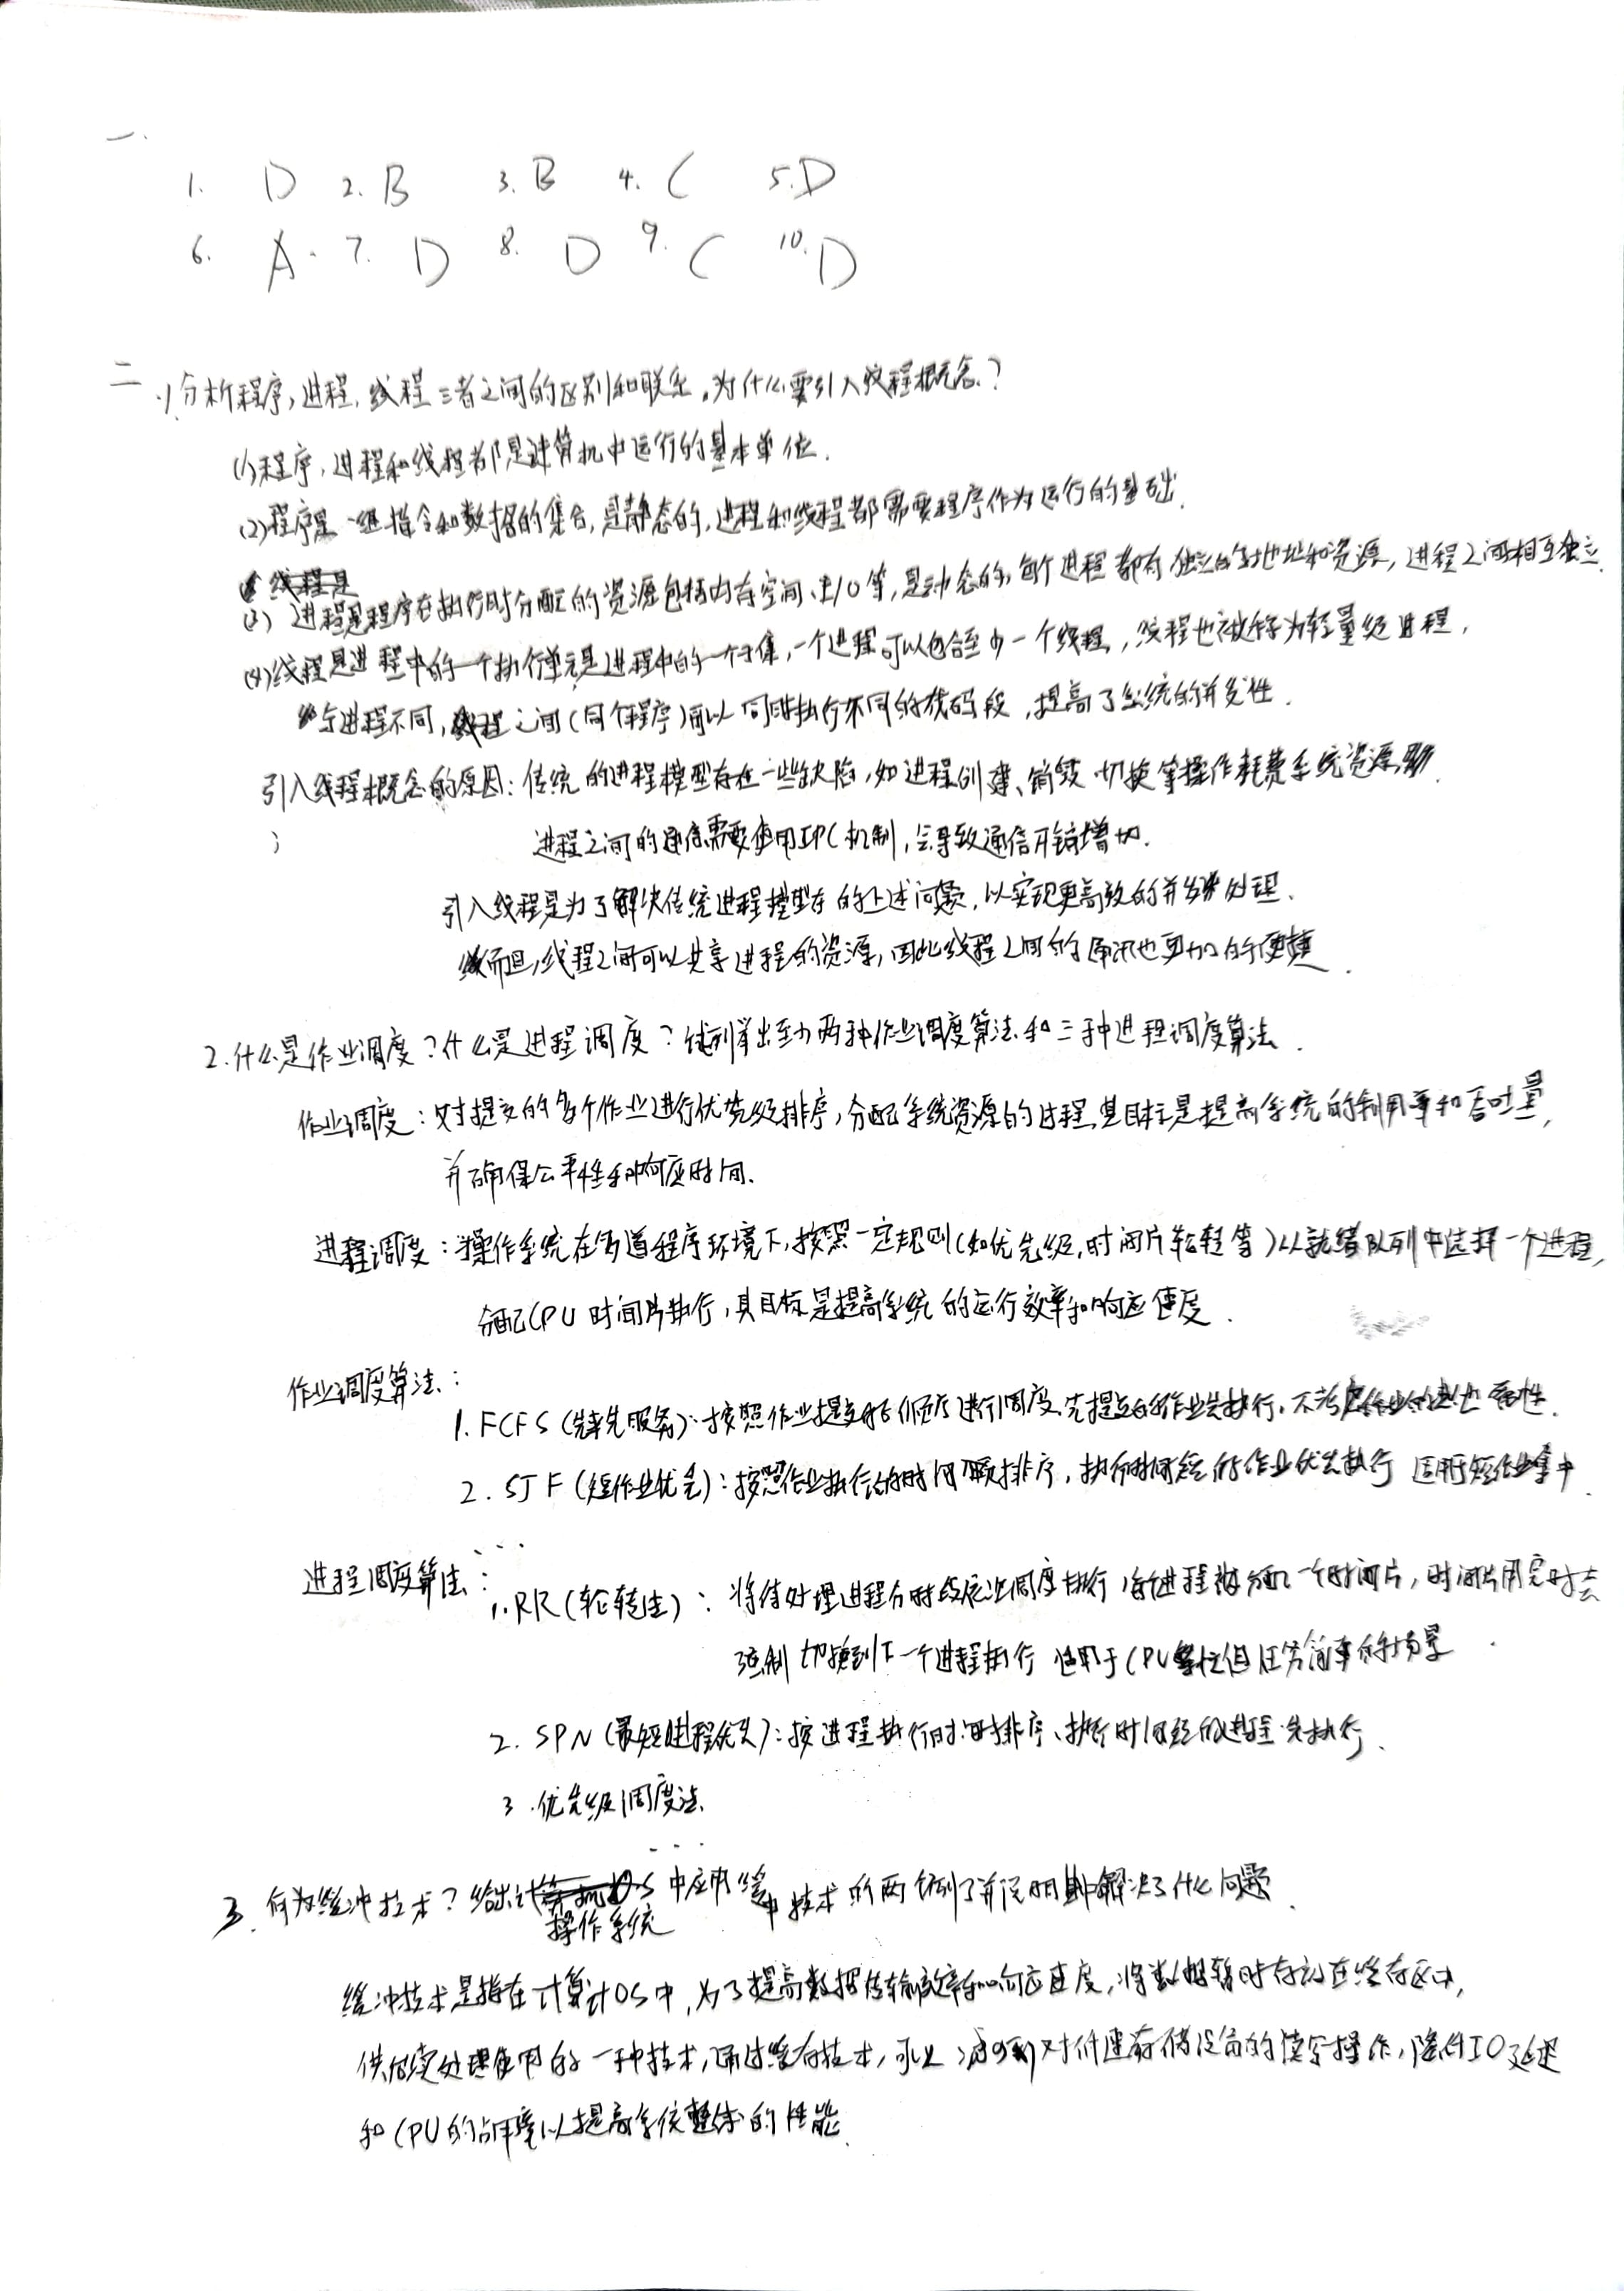 一.
1. D 2. B 3. B 4. C 5. D
6. A. 7. D 8. D 9. C 10. D
二 1.分析程序,进程,线程三者之间的区别和联系,为什么要引入线程概念?
(1)程序,进程和线程都是计算机中运行的基本单位.
(2)程序是一组指令和数据的集合,是静态的,进程和线程都需要程序作为运行的基础.
线程是
(3) 进程是程序在执行时分配的资源包括内存空间、I/O等,是动态的,每个进程都有独立的地址和资源,进程之间相互独立.
(4)线程是进程中的一个执行单元是进程中的一个子集,一个进程可以包含至少一个线程,线程也被称为轻量级进程,
与进程不同,线程之间(同个程序)可以同时执行不同的代码段,提高了系统的并发性.
引入线程概念的原因:传统的进程模型存在一些缺陷,如进程创建、销毁 切换等操作耗费系统资源,
;
进程之间的通信需要使用IPC机制,会导致通信开销增加.
引入线程是为了解决传统进程模型存的上述问题,以实现更高效的并发处理.
而且,线程之间可以共享进程的资源,因此线程之间的通讯也更加的便捷.
2.什么是作业调度?什么是进程调度?试列举出至少两种作业调度算法和三种进程调度算法.
作业调度:对提交的多个作业进行优先级排序,分配系统资源的过程,其目标是提高系统的利用率和吞吐量,
并确保公平性和响应时间.
进程调度:操作系统在多道程序环境下,按照一定规则(如优先级,时间片轮转等)从就绪队列中选择一个进程,
分配CPU时间片执行,其目标是提高系统的运行效率和响应速度.
作业调度算法:
1. FCFS(先来先服务):按照作业提交的顺序进行调度,先提交的作业先执行,不考虑作业的其他属性.
2. SJF(短作业优先):按照作业执行的时间顺序排序,执行时间短的作业优先执行 适用于短作业集中.
...
进程调度算法:
1. RR(轮转法):将待处理进程分时段依次调度执行 每个进程被分配一个时间片,时间片用完时会
强制切换到下一个进程执行 适用于CPU但任务简单的场景.
2. SPN(最短进程优先):按进程执行时间排序、执行时间短的进程先执行.
3.优先级调度法.
...
3.何为缓冲技术?给出计算机OS中应用缓冲技术的两个例子并说明解决了什么问题.
操作系统
缓冲技术是指在计算计OS中,为了提高数据传输效率和响应速度,将数据暂时存放在缓存区中,
供后续处理使用的一种技术,通过缓存技术,可以减少对低速存储设备的读写操作,降低IO延迟
和CPU的占用率以提高系统整体的性能.